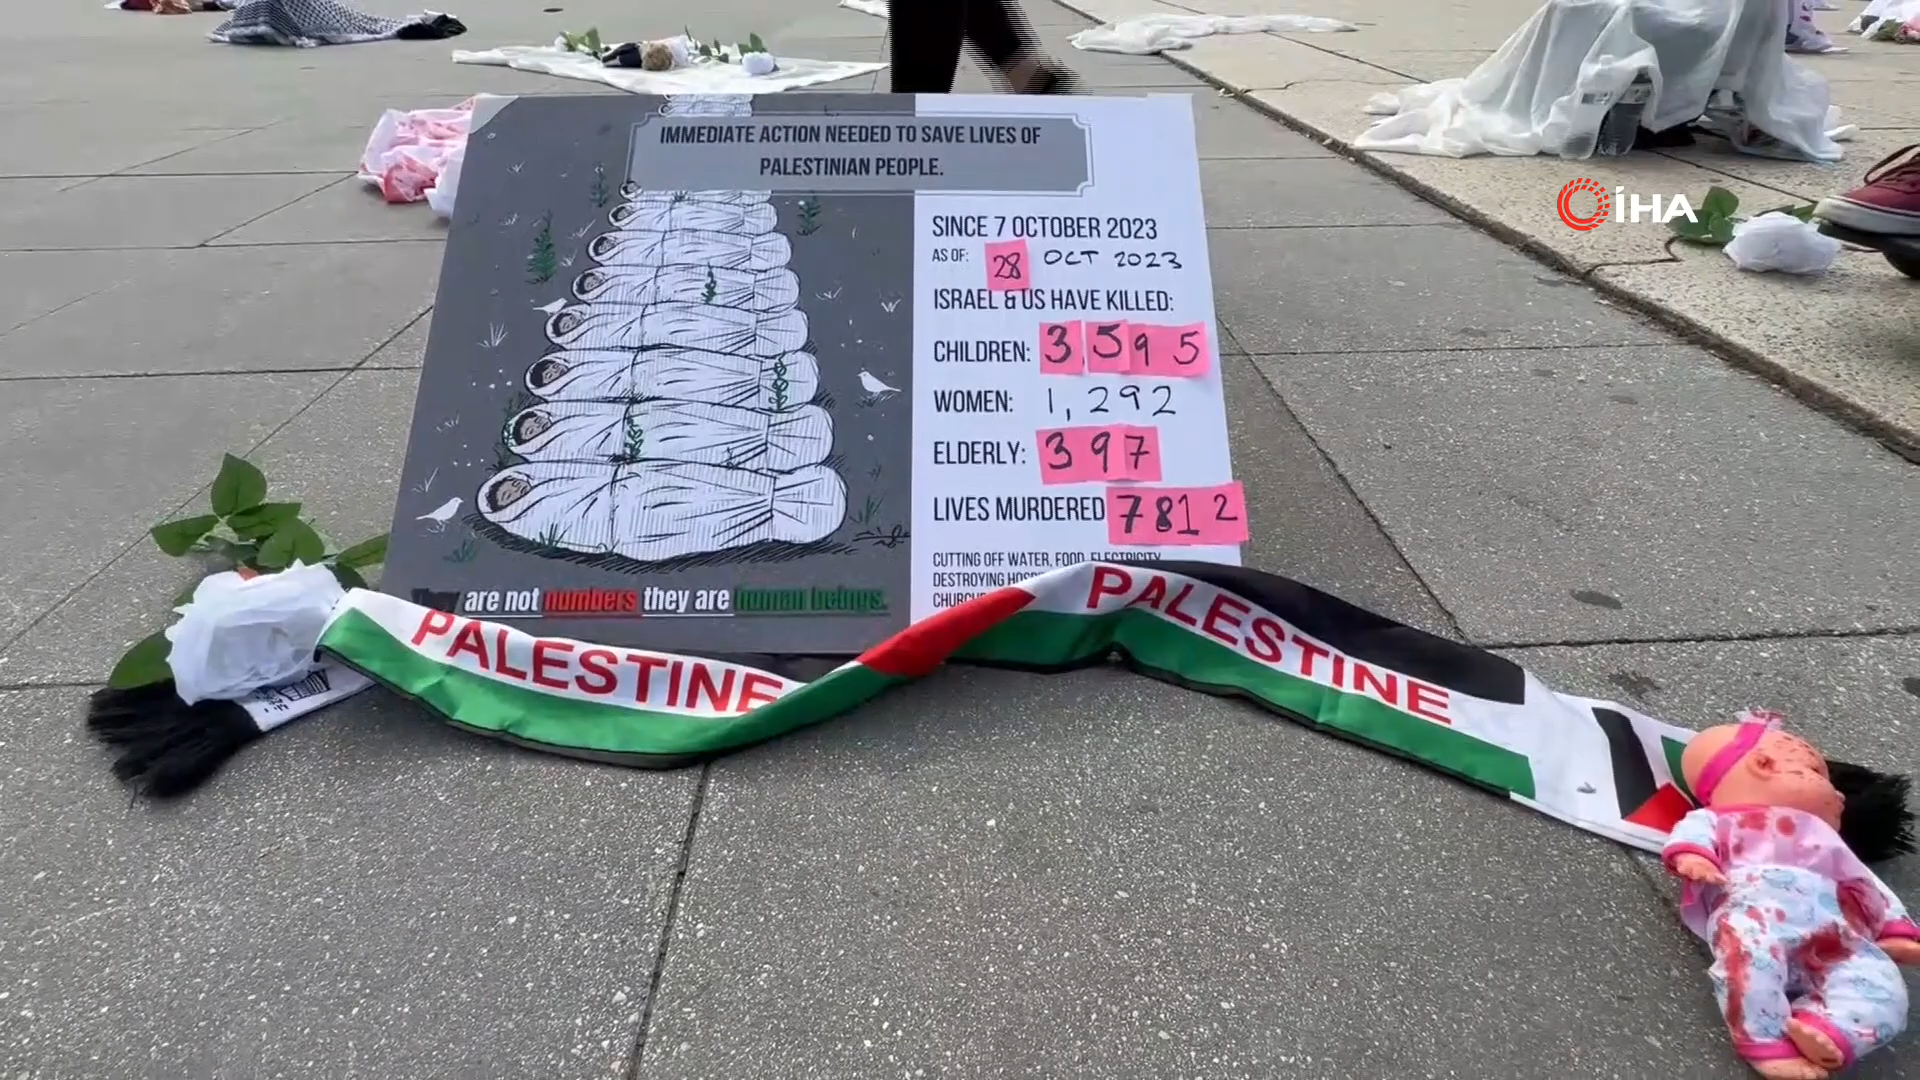 IMMEDIATE ACTION NEEDED TO SAVE LIVES OF
PALESTINIAN PEOPLE.
SINCE 7 OCTOBER 2023
AS OF: 28 OCT 2023
ISRAEL & US HAVE KILLED:
CHILDREN: 3,595
WOMEN: 1,292
ELDERLY: 397
LIVES MURDERED 7812
CUTTING OFF WATER, FOOD, ELECTRICITY
DESTROYING
They are not numbers they are human beings.
PALESTINE
PALESTINE
İHA